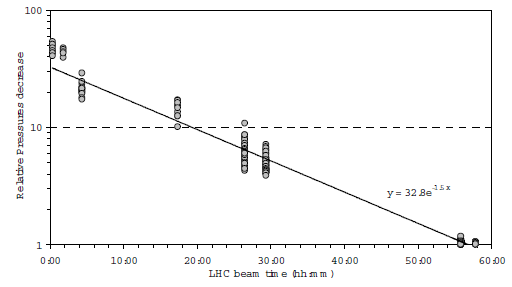 100
10
1
Relative Pressures decrease
y = 32.8e^-1.5x
0:00 10:00 20:00 30:00 40:00 50:00 60:00
LHC beam time (hh:mm)